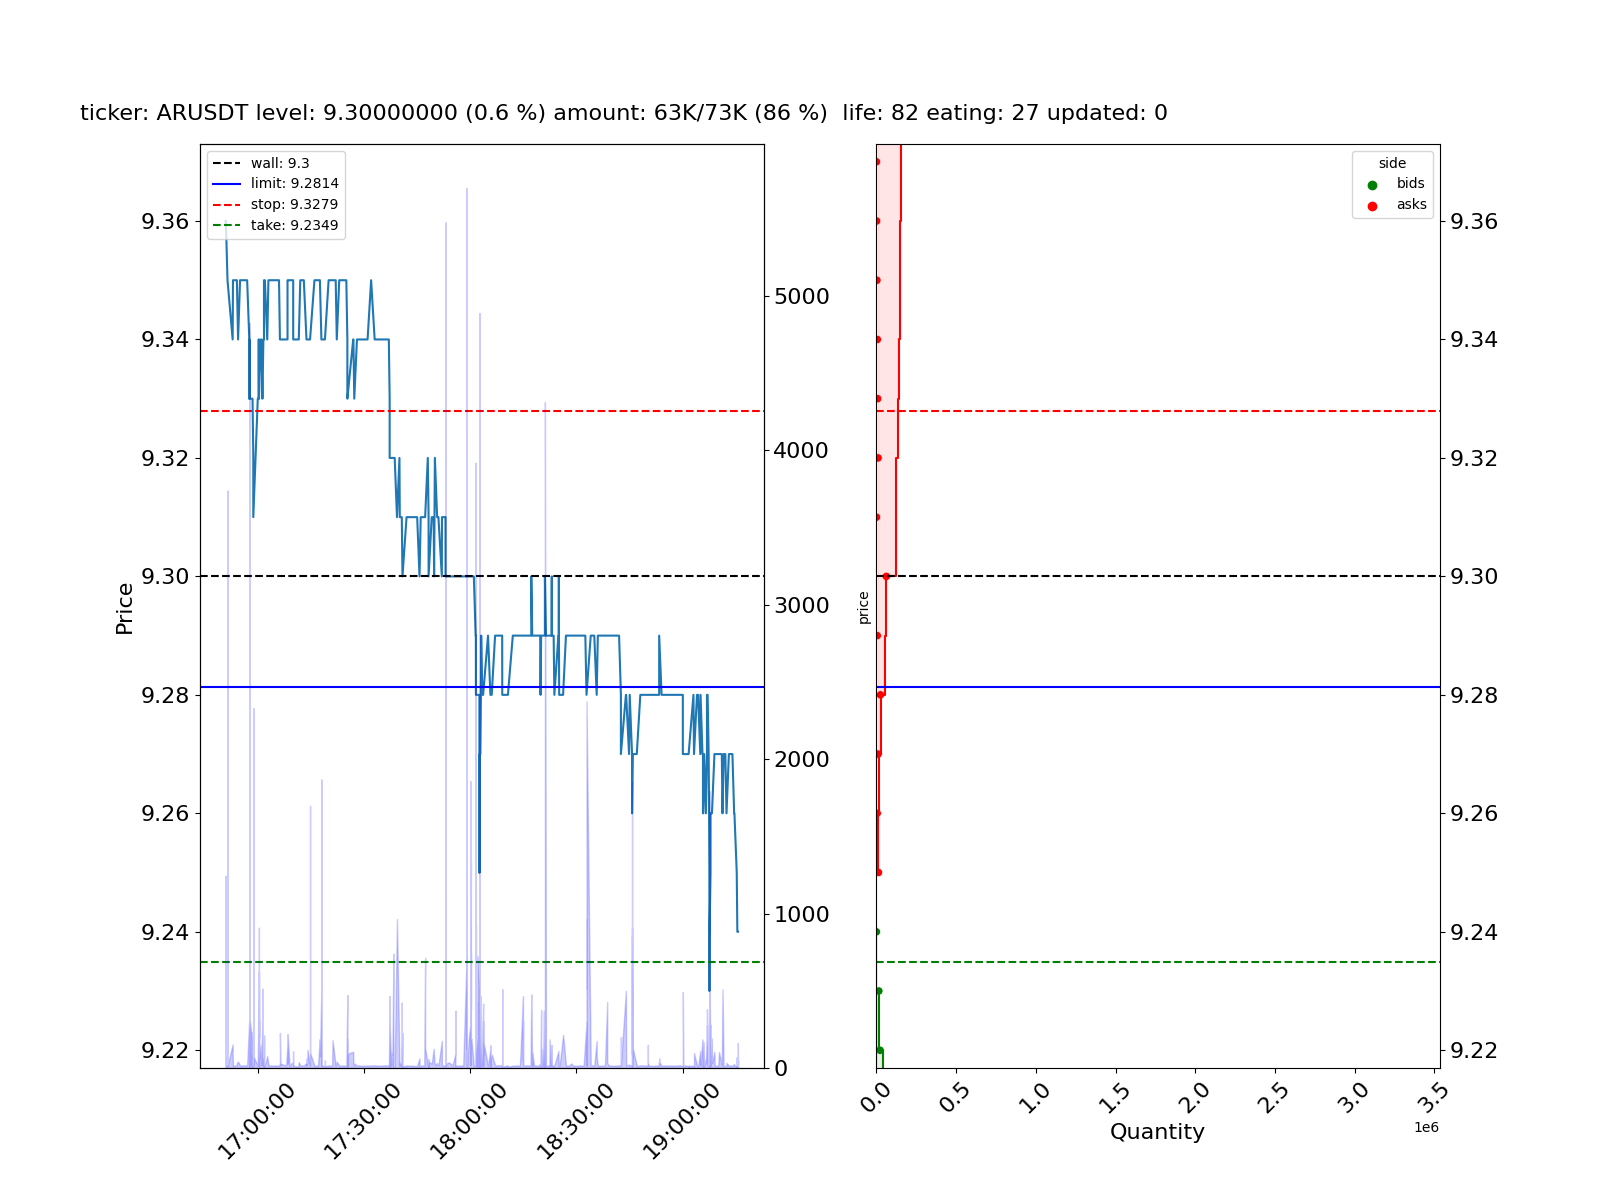 ticker: ARUSDT level: 9.30000000 (0.6 %) amount: 63K/73K (86 %)  life: 82 eating: 27 updated: 0
wall: 9.3
limit: 9.2814
stop: 9.3279
take: 9.2349
9.36
9.34
9.32
9.30
9.28
9.26
9.24
9.22
Price
5000
4000
3000
2000
1000
0
17:00:00
17:30:00
18:00:00
18:30:00
19:00:00
side
bids
asks
price
9.36
9.34
9.32
9.30
9.28
9.26
9.24
9.22
0.0
0.5
1.0
1.5
2.0
2.5
3.0
3.5
1e6
Quantity